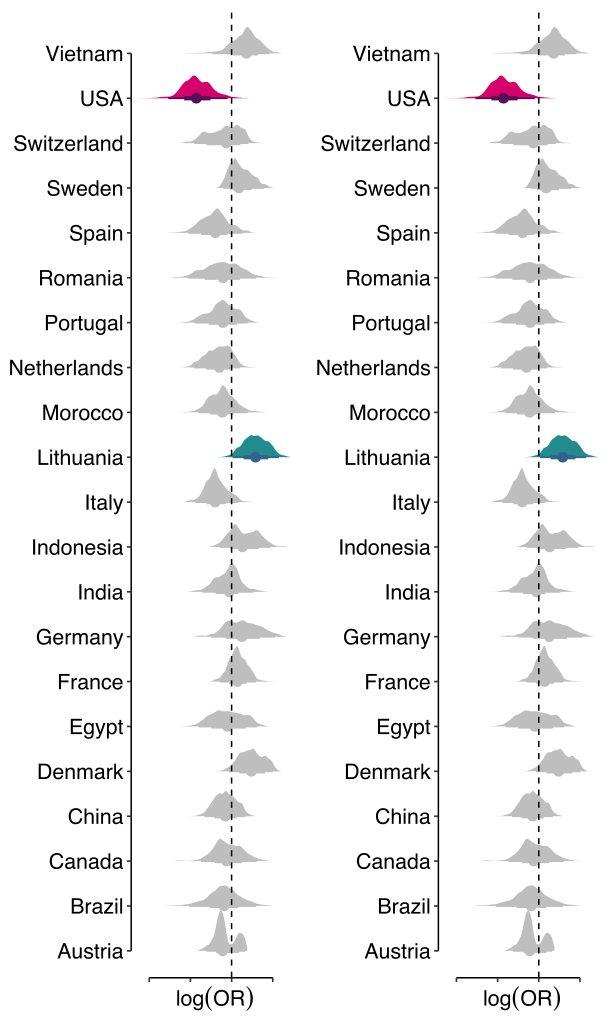 Vietnam
USA
Switzerland
Sweden
Spain
Romania
Portugal
Netherlands
Morocco
Lithuania
Italy
Indonesia
India
Germany
France
Egypt
Denmark
China
Canada
Brazil
Austria
log(OR)
Vietnam
USA
Switzerland
Sweden
Spain
Romania
Portugal
Netherlands
Morocco
Lithuania
Italy
Indonesia
India
Germany
France
Egypt
Denmark
China
Canada
Brazil
Austria
log(OR)